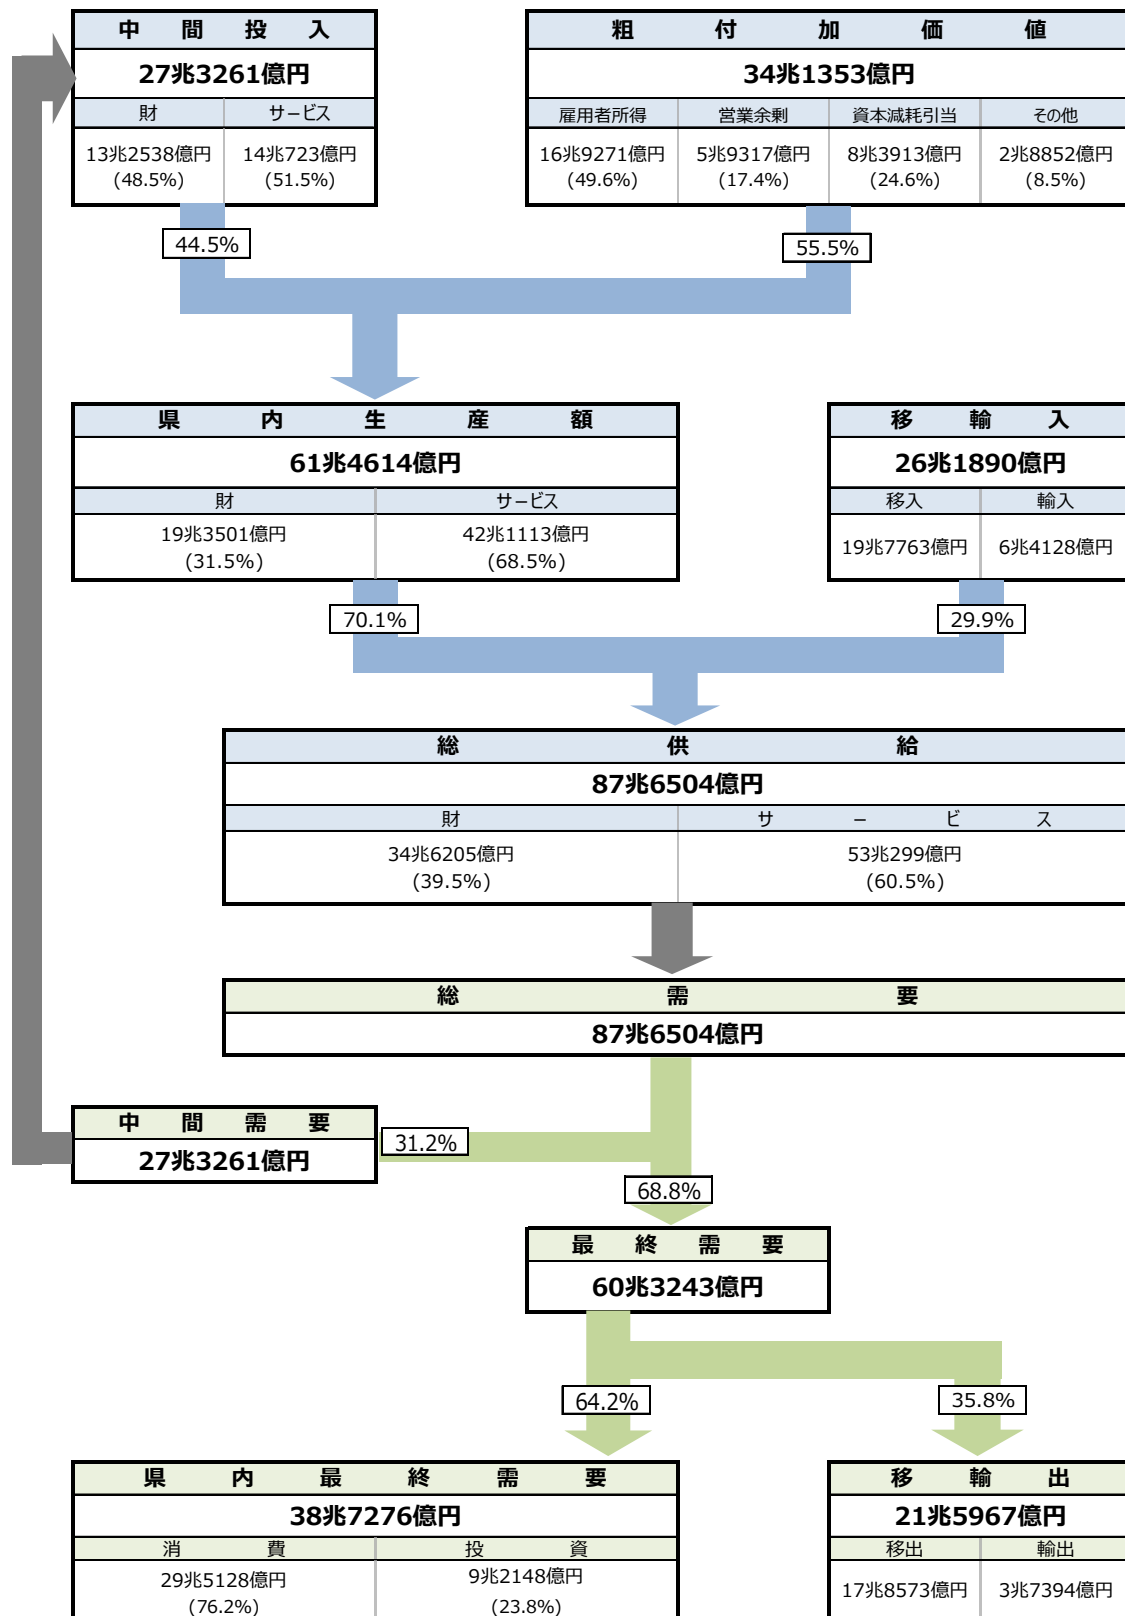 中間投入
27兆3261億円
財 サービス
13兆2538億円 14兆723億円
(48.5%) (51.5%)
粗付加価値
34兆1353億円
雇用者所得 営業余剰 資本減耗引当 その他
16兆9271億円 5兆9317億円 8兆3913億円 2兆8852億円
(49.6%) (17.4%) (24.6%) (8.5%)
44.5% 55.5%
県内生産額
61兆4614億円
財 サービス
19兆3501億円 42兆1113億円
(31.5%) (68.5%)
移輸入
26兆1890億円
移入 輸入
19兆7763億円 6兆4128億円
70.1% 29.9%
総供給
87兆6504億円
財 サービス
34兆6205億円 53兆299億円
(39.5%) (60.5%)
総需要
87兆6504億円
中間需要
27兆3261億円
31.2%
68.8%
最終需要
60兆3243億円
64.2% 35.8%
県内最終需要
38兆7276億円
消費 投資
29兆5128億円 9兆2148億円
(76.2%) (23.8%)
移輸出
21兆5967億円
移出 輸出
17兆8573億円 3兆7394億円